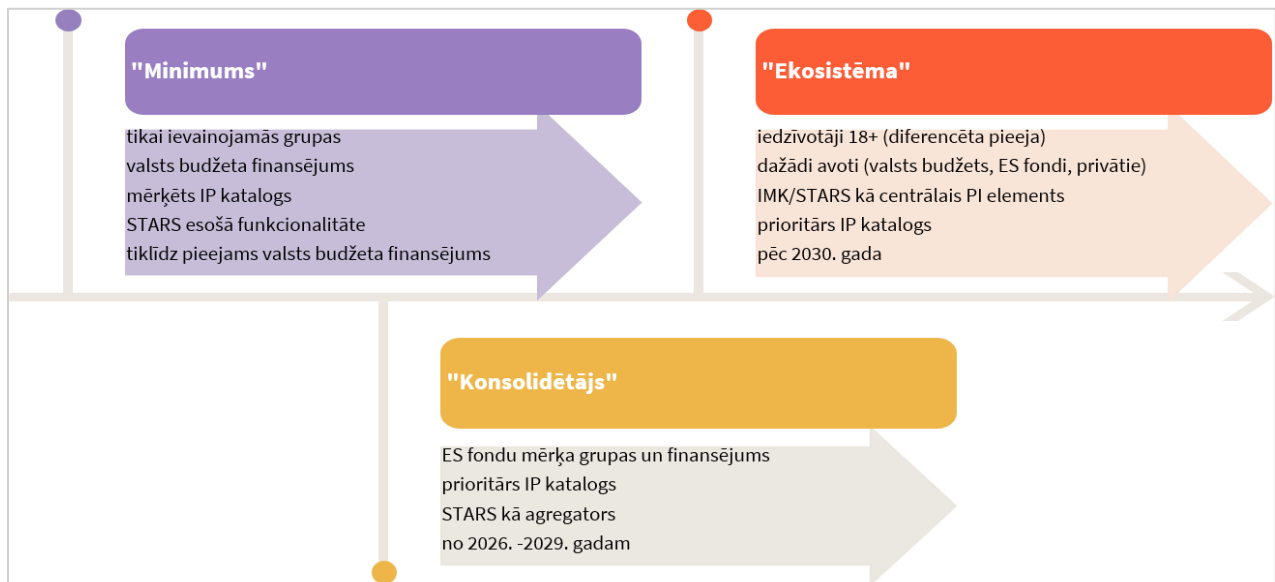 "Minimums"
tikai ievainojamās grupas
valsts budžeta finansējums
mērķēts IP katalogs
STARS esošā funkcionalitāte
tiklīdz pieejams valsts budžeta finansējums
"Ekosistēma"
iedzīvotāji 18+ (diferencēta pieeja)
dažādi avoti (valsts budžets, ES fondi, privātie)
IMK/STARS kā centrālais PI elements
prioritārs IP katalogs
pēc 2030. gada
"Konsolidētājs"
ES fondu mērķa grupas un finansējums
prioritārs IP katalogs
STARS kā agregators
no 2026. -2029. gadam